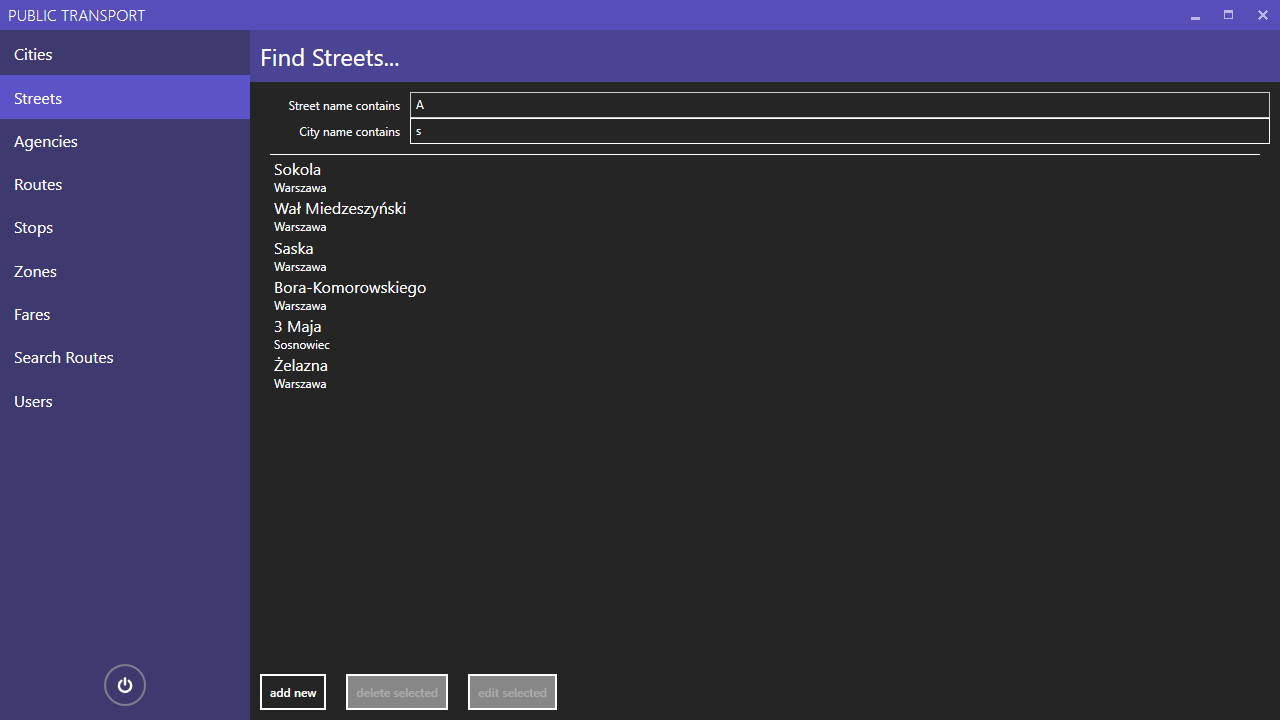 PUBLIC TRANSPORT
Cities
Streets
Agencies
Routes
Stops
Zones
Fares
Search Routes
Users
Find Streets...
Street name contains A
City name contains s
Sokola
Warszawa
Wał Miedzeszyński
Warszawa
Saska
Warszawa
Bora-Komorowskiego
Warszawa
3 Maja
Sosnowiec
Żelazna
Warszawa
add new delete selected edit selected